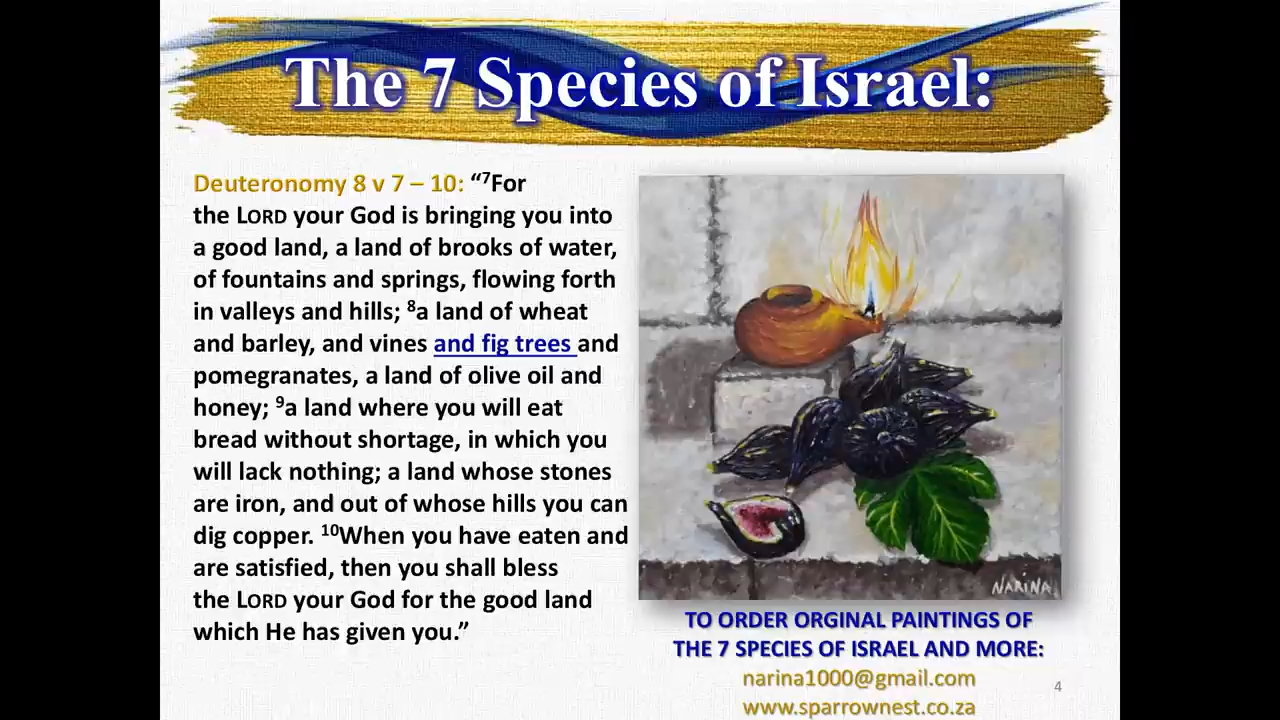 The 7 Species of Israel:
Deuteronomy 8 v 7 – 10: “⁷For
the LORD your God is bringing you into
a good land, a land of brooks of water,
of fountains and springs, flowing forth
in valleys and hills; ⁸a land of wheat
and barley, and vines and fig trees and
pomegranates, a land of olive oil and
honey; ⁹a land where you will eat
bread without shortage, in which you
will lack nothing; a land whose stones
are iron, and out of whose hills you can
dig copper. ¹⁰When you have eaten and
are satisfied, then you shall bless
the LORD your God for the good land
which He has given you.”
NARINA
TO ORDER ORGINAL PAINTINGS OF
THE 7 SPECIES OF ISRAEL AND MORE:
narina1000@gmail.com
www.sparrownest.co.za
4